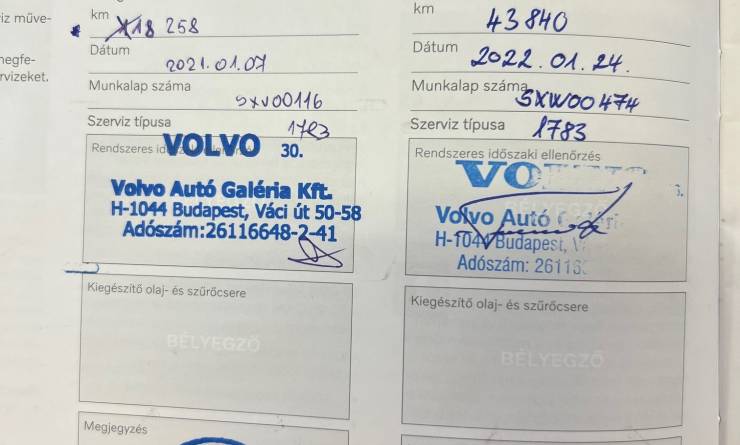 iz műve-
negfe-
rvizeket.
km
18 258
Dátum
2021.01.07
Munkalap száma
SXV00116
Szerviz típusa
1783
Rendszeres
VOLVO 30.
Volvo Autó Galéria Kft.
H-1044 Budapest, Váci út 50-58
Adószám:26116648-2-41
Kiegészítő olaj- és szűrőcsere
BÉLYEGZŐ
Megjegyzés
km
43840
Dátum
2022.01.24.
Munkalap száma
SXW00474
Szerviz típusa
1783
Rendszeres időszaki ellenőrzés
VO
Volvo Autó
H-1044 Budapest,
Adószám: 26116
Kiegészítő olaj- és szűrőcsere
BÉLYEGZŐ